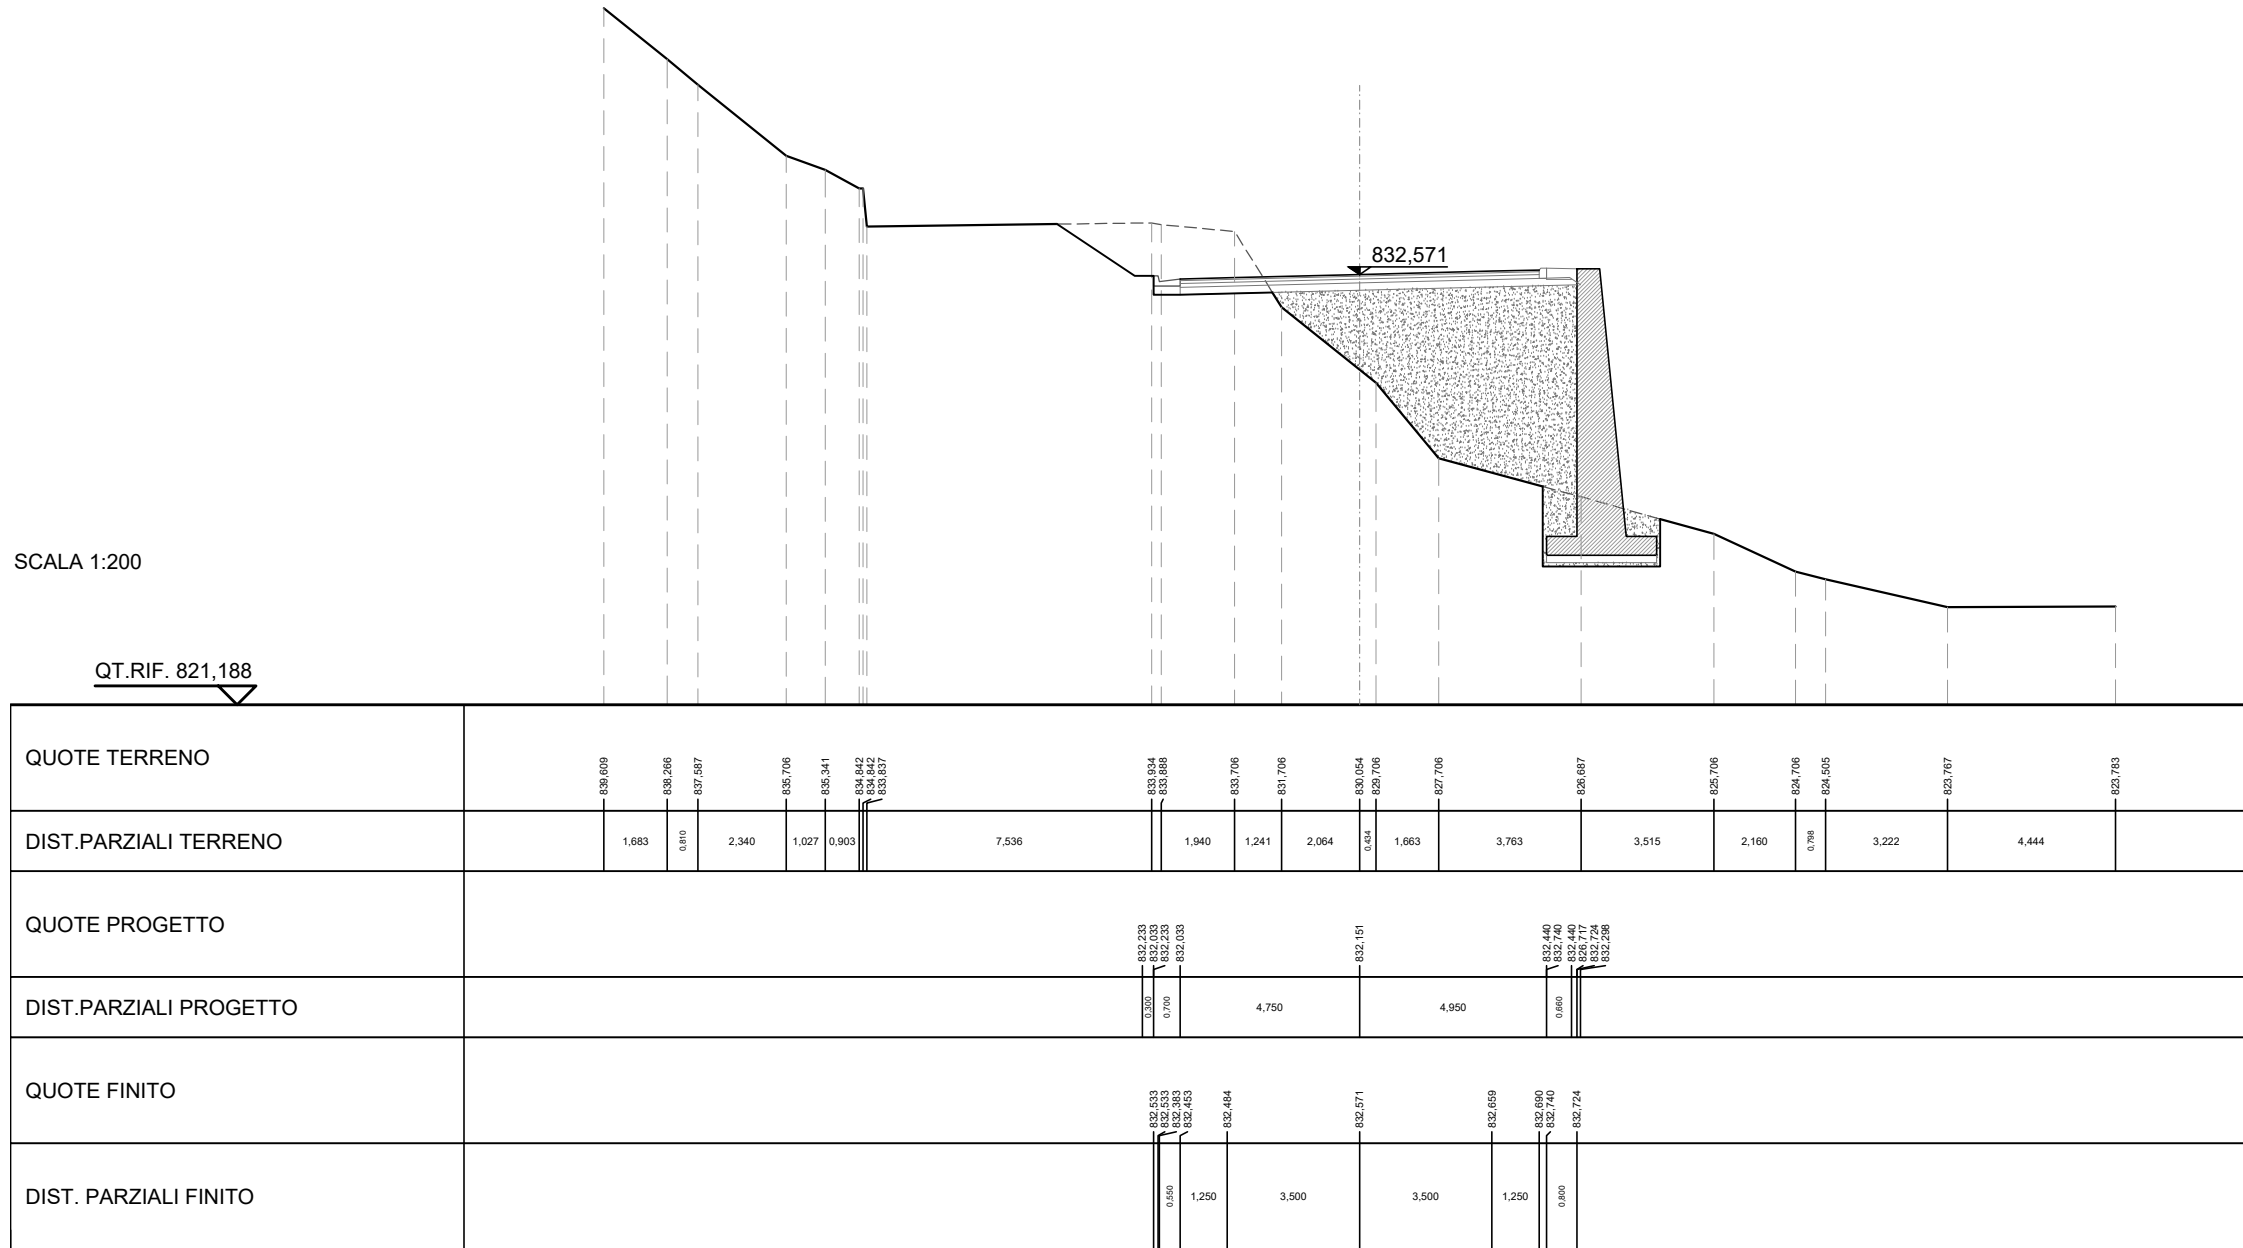 832,571
SCALA 1:200
QT.RIF. 821,188
QUOTE TERRENO
839,609 838,266 837,587 835,706 835,341 834,842 834,842 833,837 833,934 833,888 833,706 831,706 830,054 829,706 827,706 826,687 825,706 824,706 824,505 823,767 823,783
DIST.PARZIALI TERRENO
1,683 0,810 2,340 1,027 0,903 7,536 1,940 1,241 2,064 0,434 1,663 3,763 3,515 2,160 0,798 3,222 4,444
QUOTE PROGETTO
832,233 832,033 832,233 832,033 832,151 832,440 832,740 832,440 826,717 832,724 832,298
DIST.PARZIALI PROGETTO
0,300 0,700 4,750 4,950 0,660
QUOTE FINITO
832,533 832,533 832,383 832,453 832,484 832,571 832,659 832,690 832,740 832,724
DIST. PARZIALI FINITO
0,550 1,250 3,500 3,500 1,250 0,800